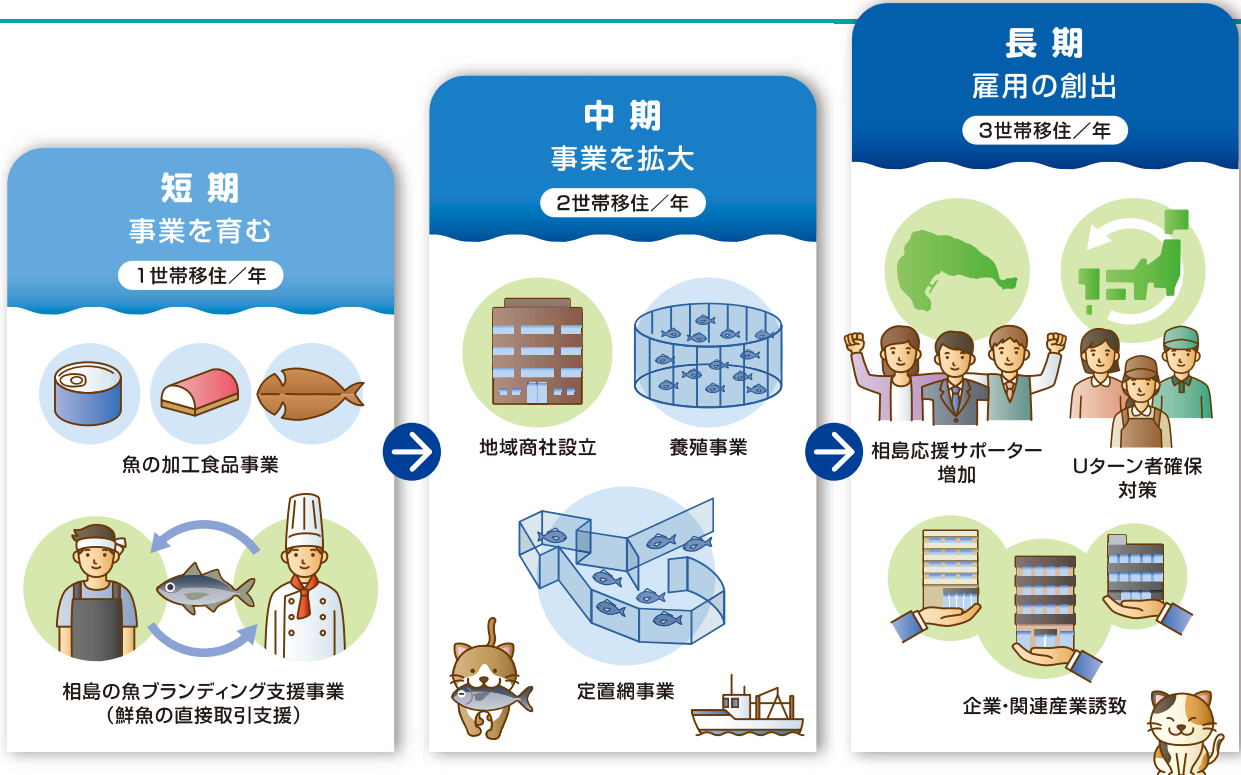 短期
事業を育む
1世帯移住／年
魚の加工食品事業
相島の魚ブランディング支援事業
（鮮魚の直接取引支援）
中期
事業を拡大
2世帯移住／年
地域商社設立
養殖事業
定置網事業
長期
雇用の創出
3世帯移住／年
相島応援サポーター
増加
Uターン者確保
対策
企業・関連産業誘致